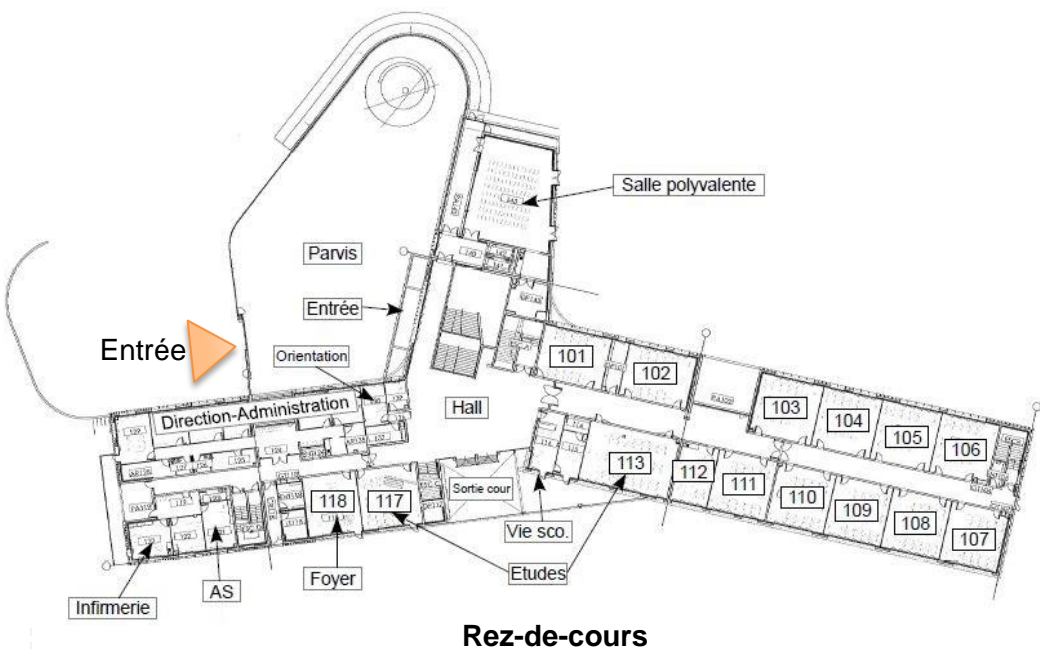 Salle polyvalente
Parvis
Entrée
Entrée
Orientation
Direction-Administration
Hall
101
102
103
104
105
106
113
112
111
110
109
108
107
118
117
Sortie cour
Vie sco.
Etudes
Foyer
AS
Infirmerie
Rez-de-cours